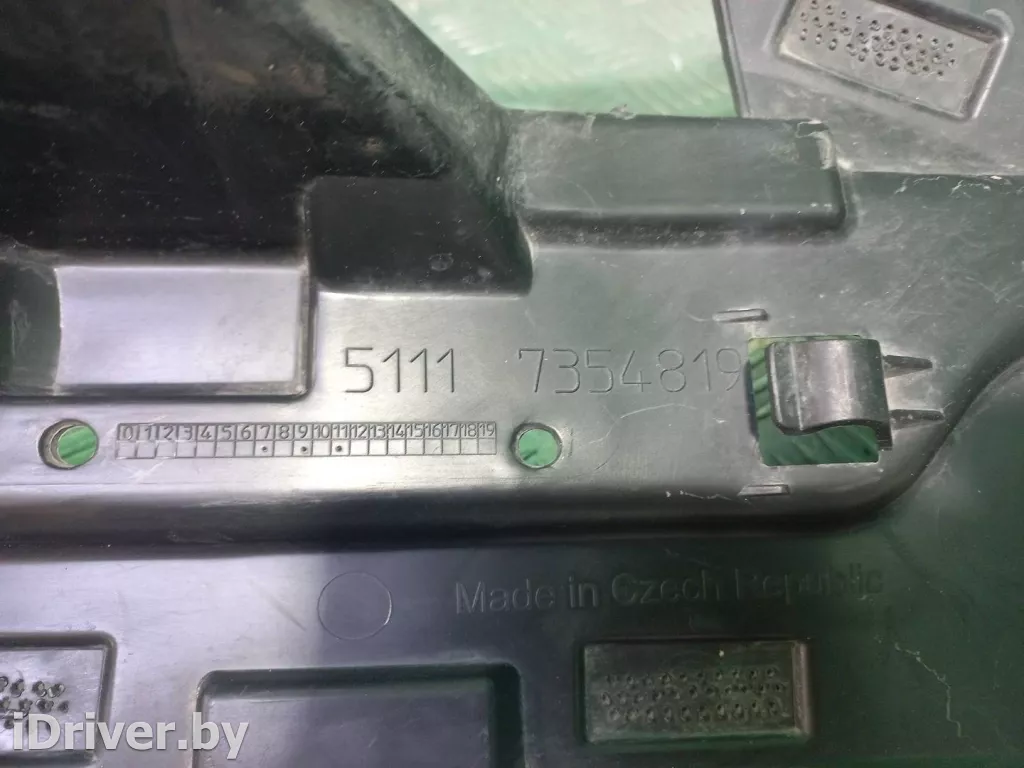 5111 7354819
0 1 2 3 4 5 6 7 8 9 10 11 12 13 14 15 16 17 18 19
Made in Czech Republic
iDriver.by